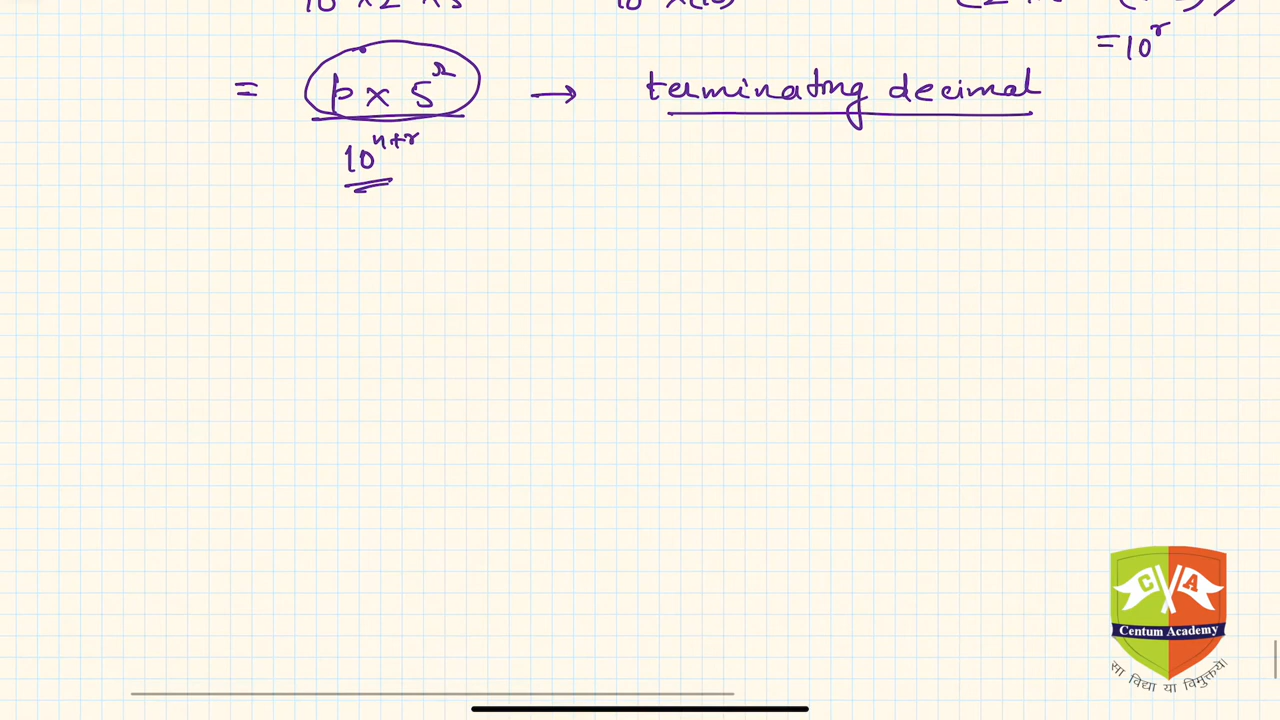 = 10^r
= p × 5^r → terminating decimal
10^{n+r}
C A
Centum Academy
सा विद्या या विमुक्तये।